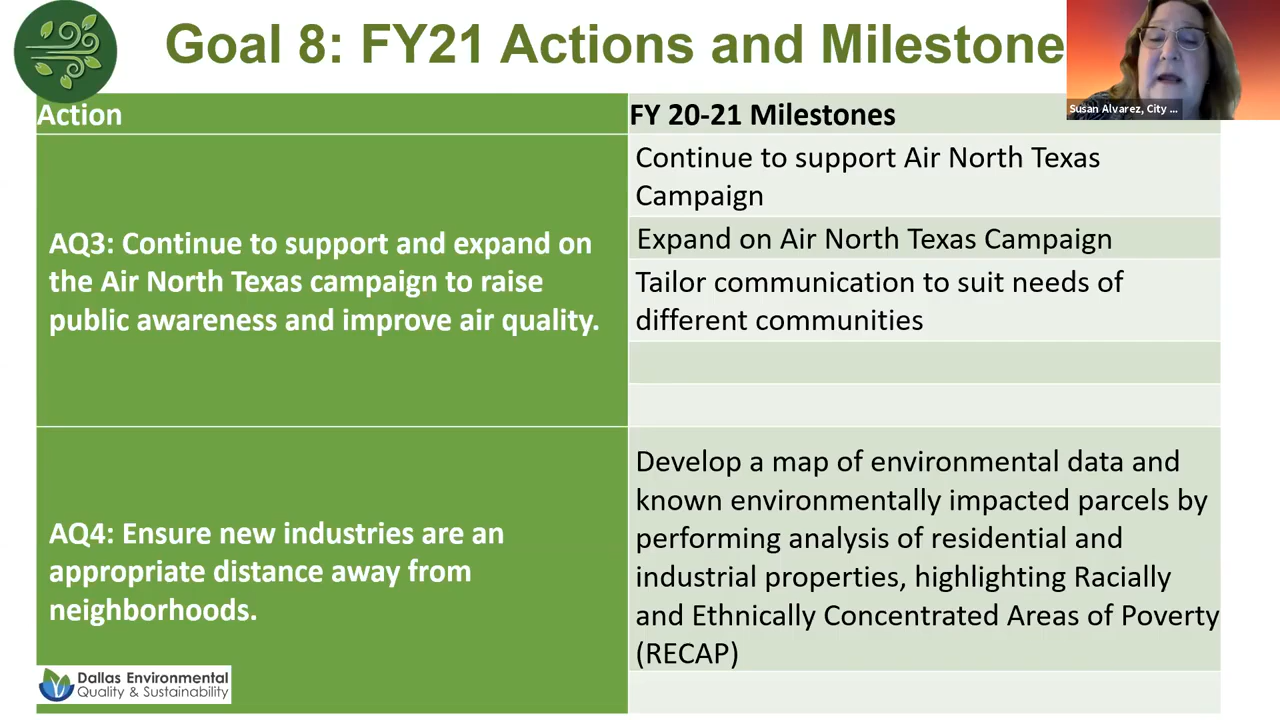 Goal 8: FY21 Actions and Milestone
Susan Alvarez, City ...
Action
FY 20-21 Milestones
AQ3: Continue to support and expand on
the Air North Texas campaign to raise
public awareness and improve air quality.
Continue to support Air North Texas
Campaign
Expand on Air North Texas Campaign
Tailor communication to suit needs of
different communities
AQ4: Ensure new industries are an
appropriate distance away from
neighborhoods.
Develop a map of environmental data and
known environmentally impacted parcels by
performing analysis of residential and
industrial properties, highlighting Racially
and Ethnically Concentrated Areas of Poverty
(RECAP)
Dallas Environmental
Quality & Sustainability